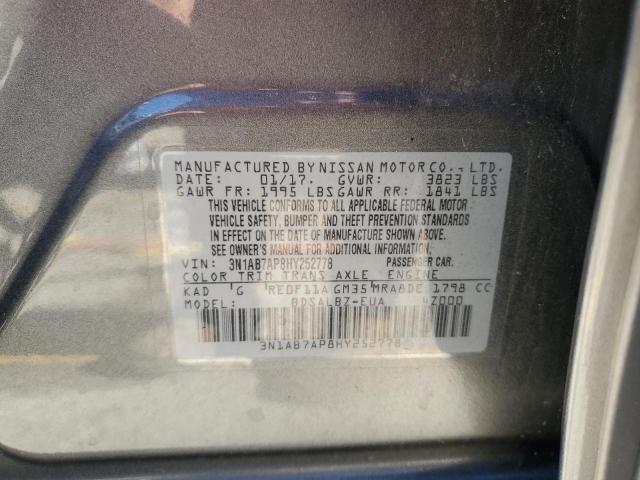 MANUFACTURED BY NISSAN MOTOR CO., LTD.
DATE: 01/17. GVWR: 3823 LBS
GAWR FR: 1995 LBS GAWR RR: 1841 LBS
THIS VEHICLE CONFORMS TO ALL APPLICABLE FEDERAL MOTOR
VEHICLE SAFETY, BUMPER AND THEFT PREVENTION STANDARDS
IN EFFECT ON THE DATE OF MANUFACTURE SHOWN ABOVE.
SEE OWNER'S MANUAL FOR ADDITIONAL INFORMATION.
VIN: 3N1AB7AP8HY252778 PASSENGER CAR.
COLOR TRIM TRANS AXLE ENGINE
KAD G RE0F11A GM35 MRA8DE 1798 CC
MODEL: BDSALBZ-EUA 4Z000
3N1AB7AP8HY252778